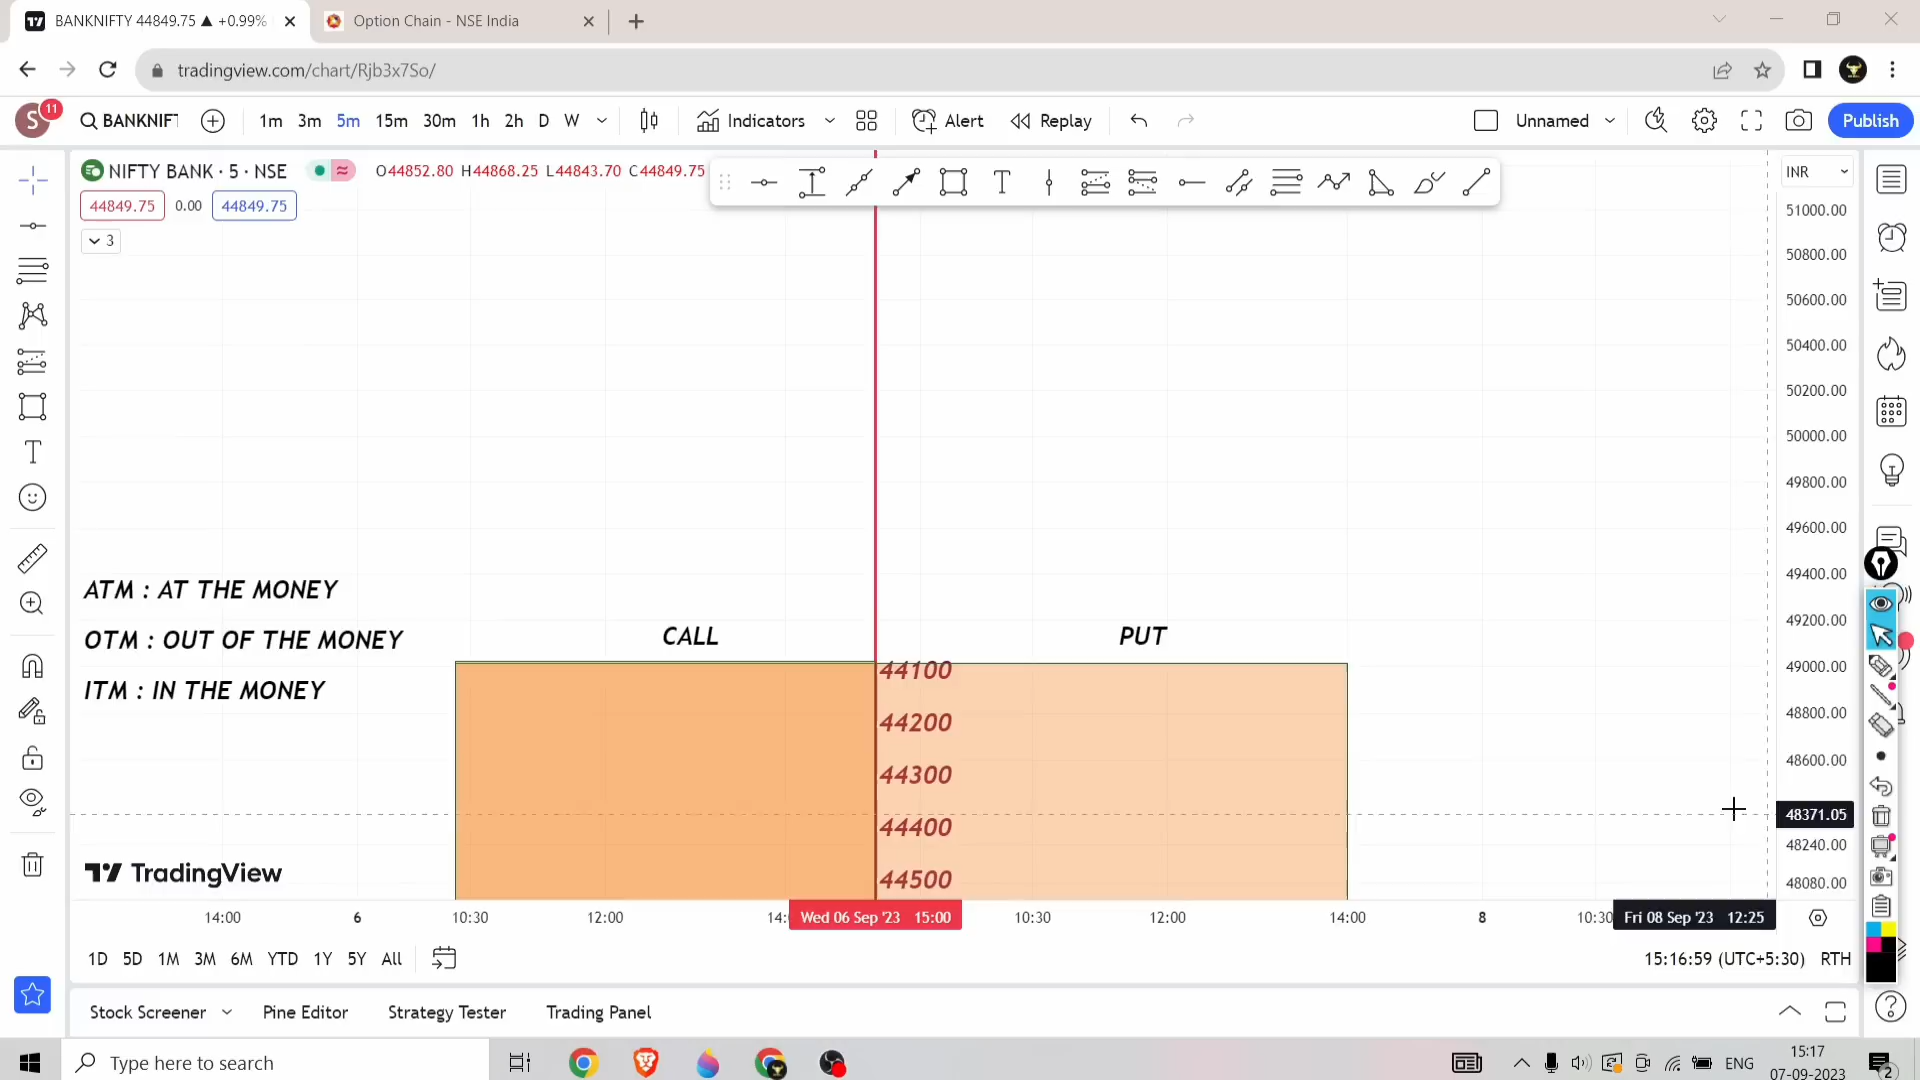 BANKNIFTY 44849.75 ▲ +0.99%
Option Chain - NSE India
tradingview.com/chart/Rjb3x7So/
S 11
BANKNIF
1m 3m 5m 15m 30m 1h 2h D W
Indicators
Alert
Replay
Unnamed
Publish
NIFTY BANK · 5 · NSE
O44852.80 H44868.25 L44843.70 C44849.75
INR
44849.75 0.00 44849.75
3
51000.00
50800.00
50600.00
50400.00
50200.00
50000.00
49800.00
49600.00
49400.00
49200.00
49000.00
48800.00
48600.00
48371.05
48240.00
48080.00
ATM : AT THE MONEY
OTM : OUT OF THE MONEY
ITM : IN THE MONEY
CALL
PUT
44100
44200
44300
44400
44500
TradingView
14:00 6 10:30 12:00 14: Wed 06 Sep '23 15:00 10:30 12:00 14:00 8 10:30 Fri 08 Sep '23 12:25
1D 5D 1M 3M 6M YTD 1Y 5Y All
15:16:59 (UTC+5:30) RTH
Stock Screener
Pine Editor
Strategy Tester
Trading Panel
Type here to search
ENG
15:17
07-09-2023
2